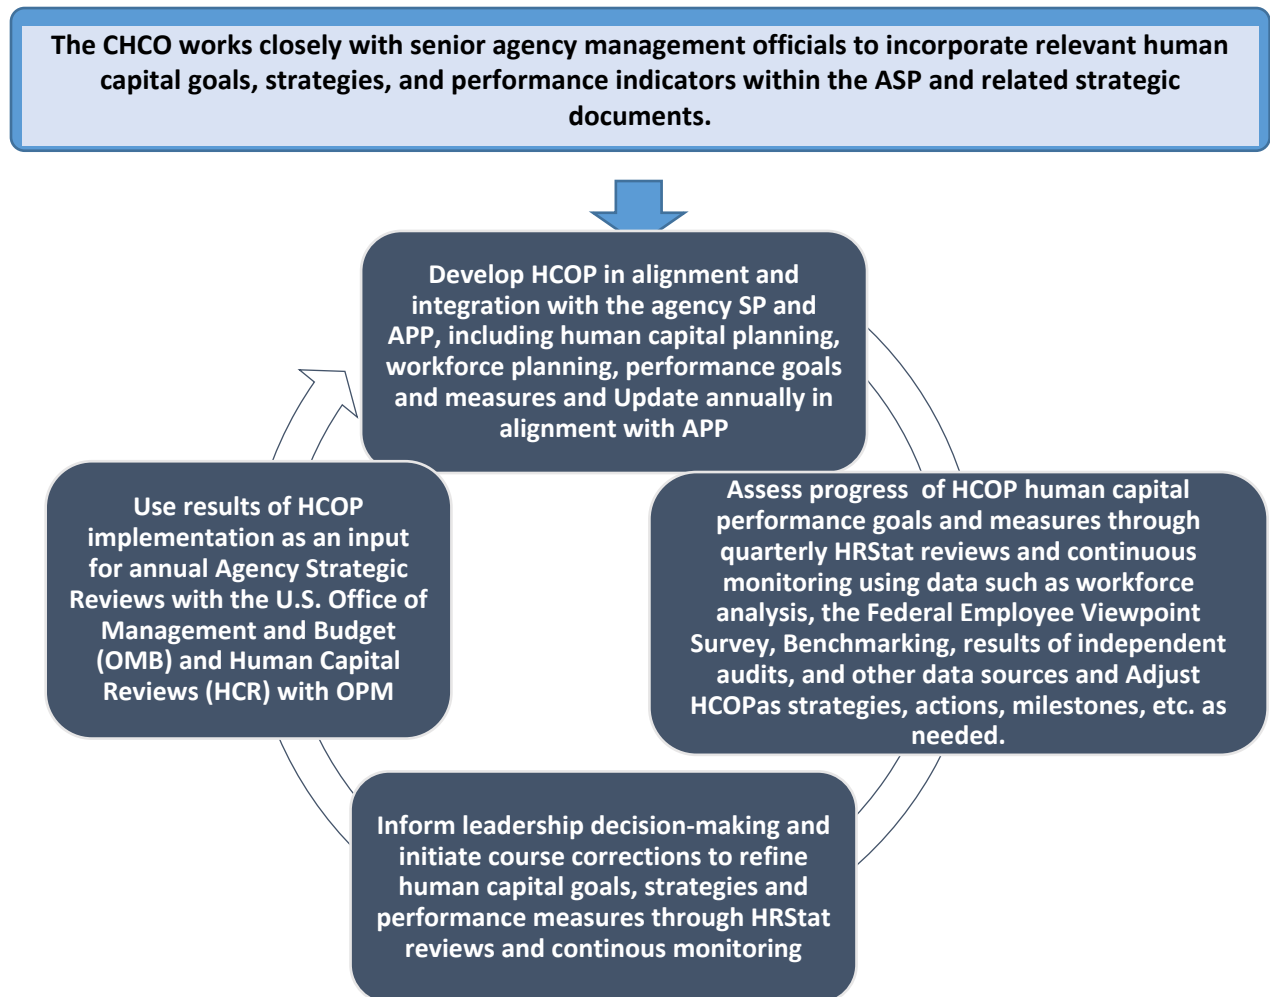 The CHCO works closely with senior agency management officials to incorporate relevant human
capital goals, strategies, and performance indicators within the ASP and related strategic
documents.
Develop HCOP in alignment and
integration with the agency SP and
APP, including human capital planning,
workforce planning, performance goals
and measures and Update annually in
alignment with APP
Assess progress of HCOP human capital
performance goals and measures through
quarterly HRStat reviews and continuous
monitoring using data such as workforce
analysis, the Federal Employee Viewpoint
Survey, Benchmarking, results of independent
audits, and other data sources and Adjust
HCOPas strategies, actions, milestones, etc. as
needed.
Inform leadership decision-making and
initiate course corrections to refine
human capital goals, strategies and
performance measures through HRStat
reviews and continous monitoring
Use results of HCOP
implementation as an input
for annual Agency Strategic
Reviews with the U.S. Office of
Management and Budget
(OMB) and Human Capital
Reviews (HCR) with OPM